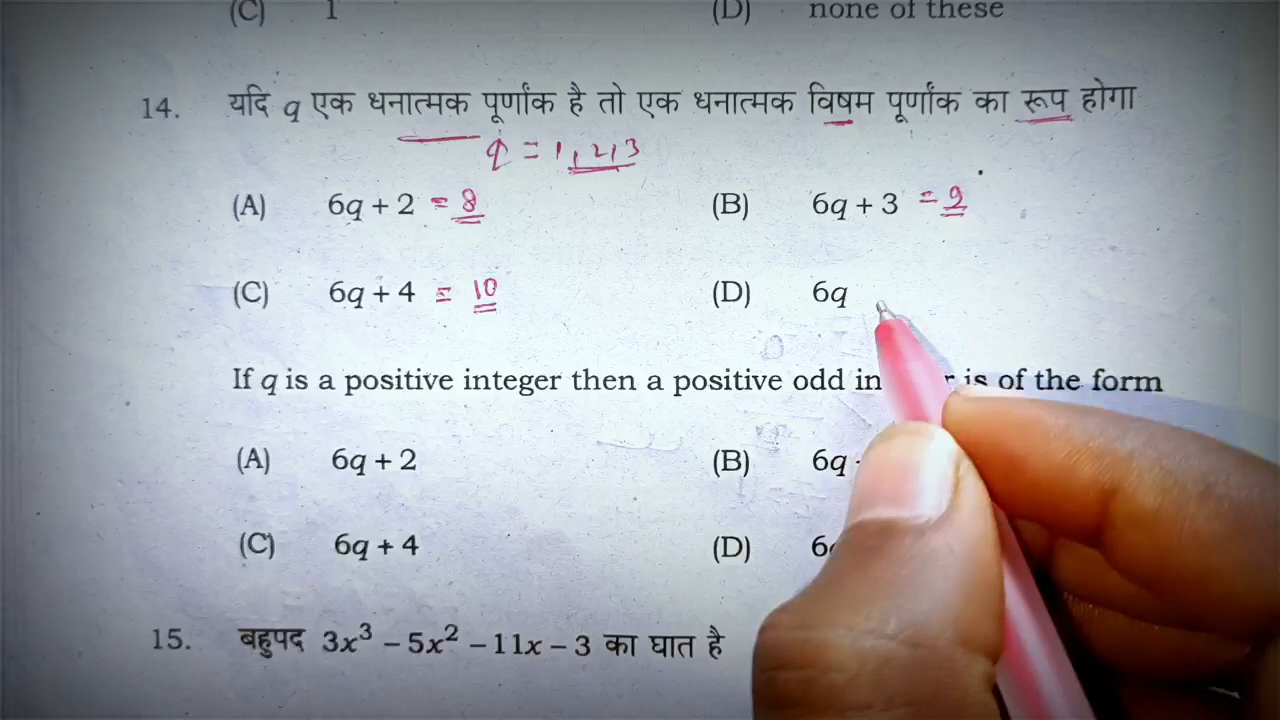 (C) 1 (D) none of these
14. यदि q एक धनात्मक पूर्णांक है तो एक धनात्मक विषम पूर्णांक का रूप होगा
q = 1, 2, 3
(A) 6q + 2 = 8 (B) 6q + 3 = 9
(C) 6q + 4 = 10 (D) 6q
If q is a positive integer then a positive odd is of the form
(A) 6q + 2 (B) 6q
(C) 6q + 4 (D)
15. बहुपद 3x³ – 5x² – 11x – 3 का घात है